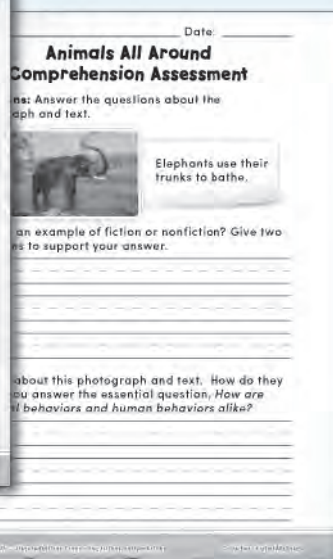 Date:
Animals All Around
Comprehension Assessment
ns: Answer the questions about the
aph and text.
Elephants use their
trunks to bathe.
an example of fiction or nonfiction? Give two
ns to support your answer.
about this photograph and text. How do they
ou answer the essential question, How are
l behaviors and human behaviors alike?